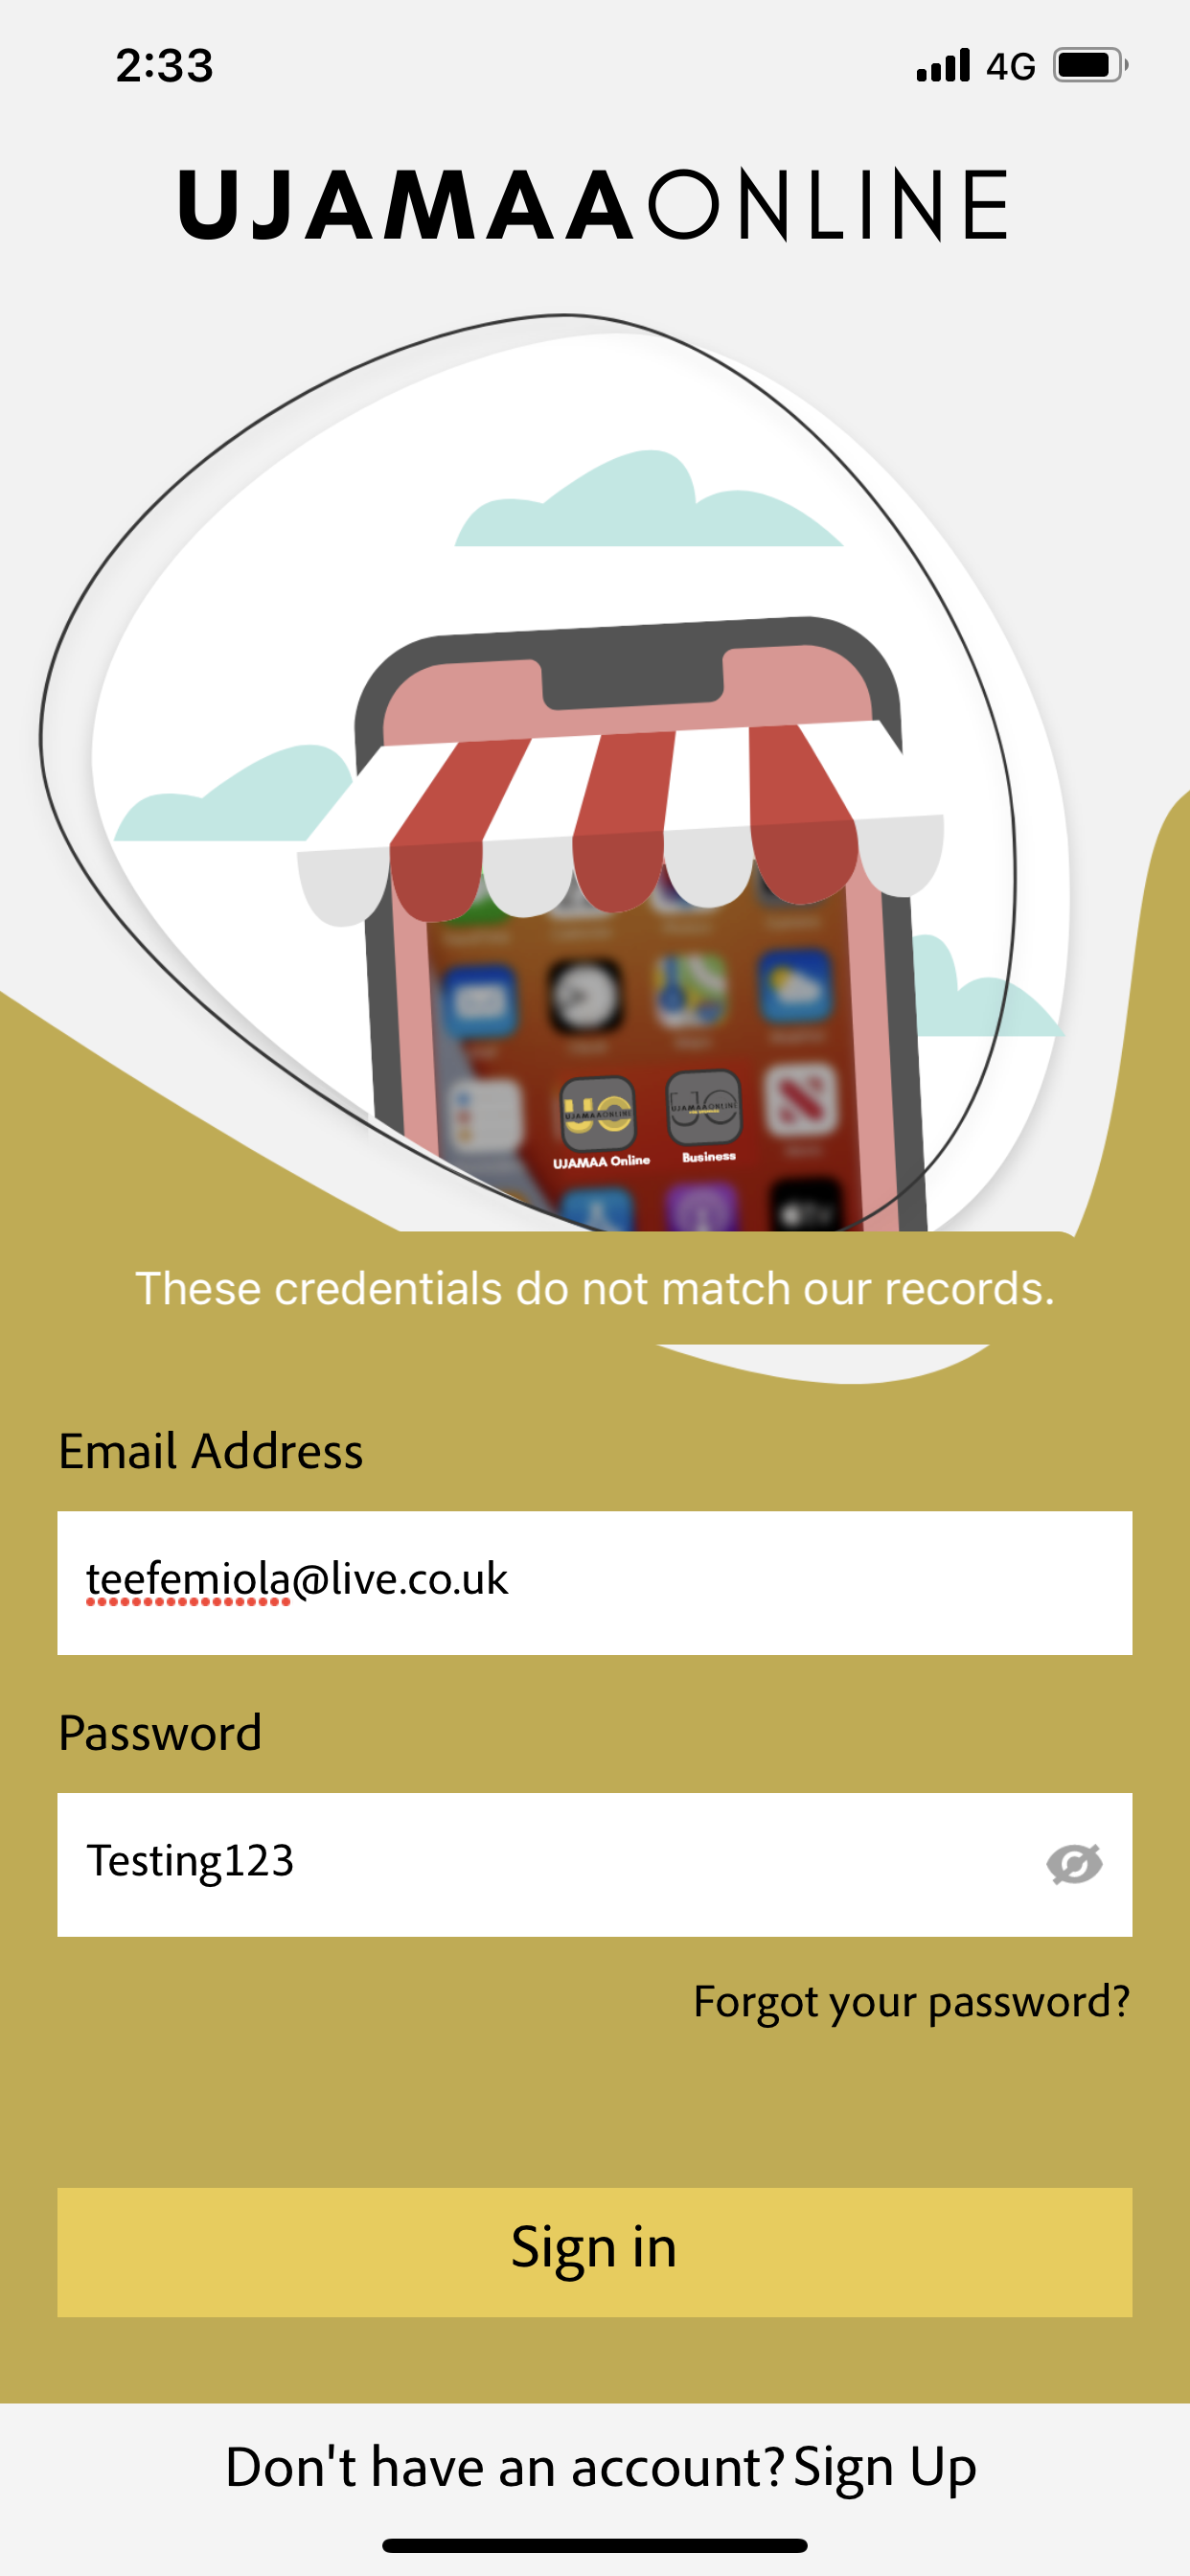 2:33
4G
UJAMAAONLINE
UJAMAA Online
Business
These credentials do not match our records.
Email Address
teefemiola@live.co.uk
Password
Testing123
Forgot your password?
Sign in
Don't have an account? Sign Up